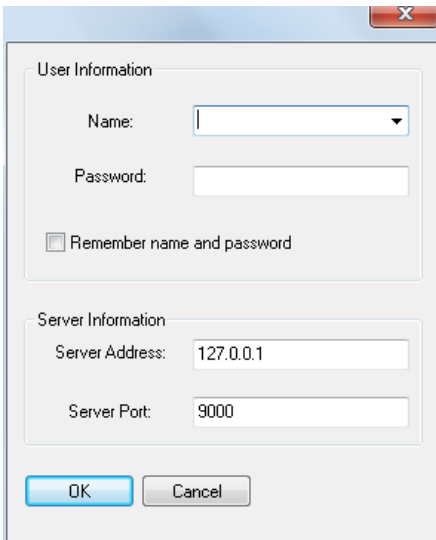 User Information
Name:
Password:
Remember name and password
Server Information
Server Address: 127.0.0.1
Server Port: 9000
OK Cancel